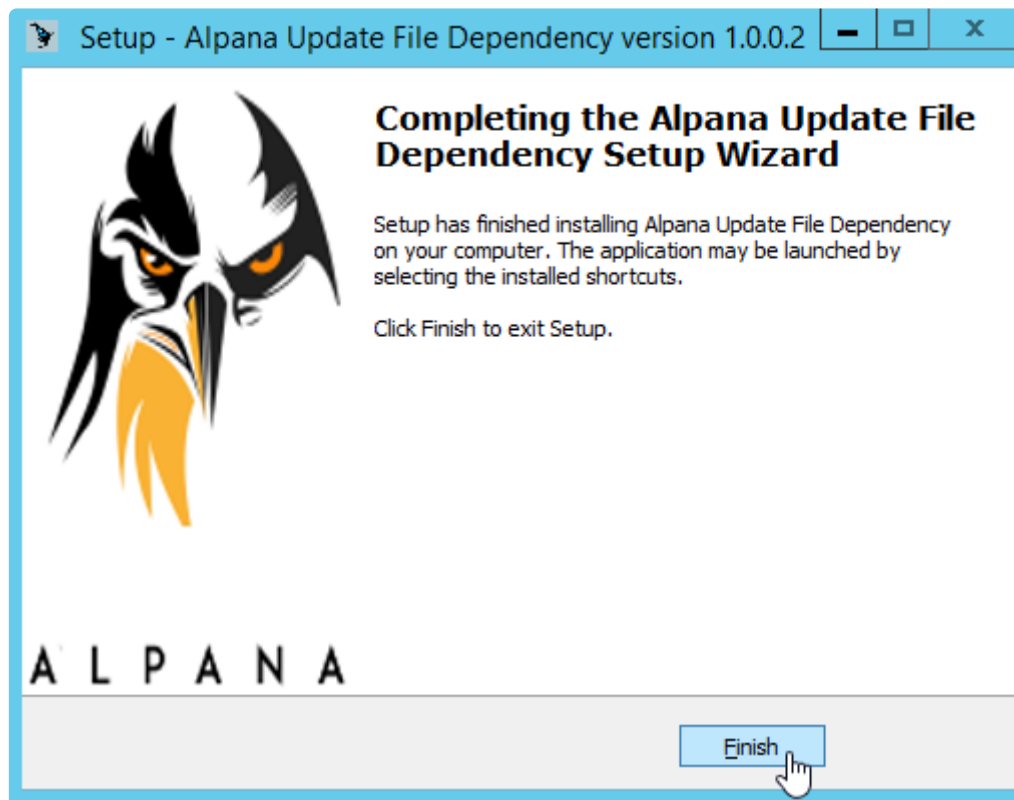 Setup - Alpana Update File Dependency version 1.0.0.2
Completing the Alpana Update File
Dependency Setup Wizard
Setup has finished installing Alpana Update File Dependency
on your computer. The application may be launched by
selecting the installed shortcuts.
Click Finish to exit Setup.
ALPANA
Finish